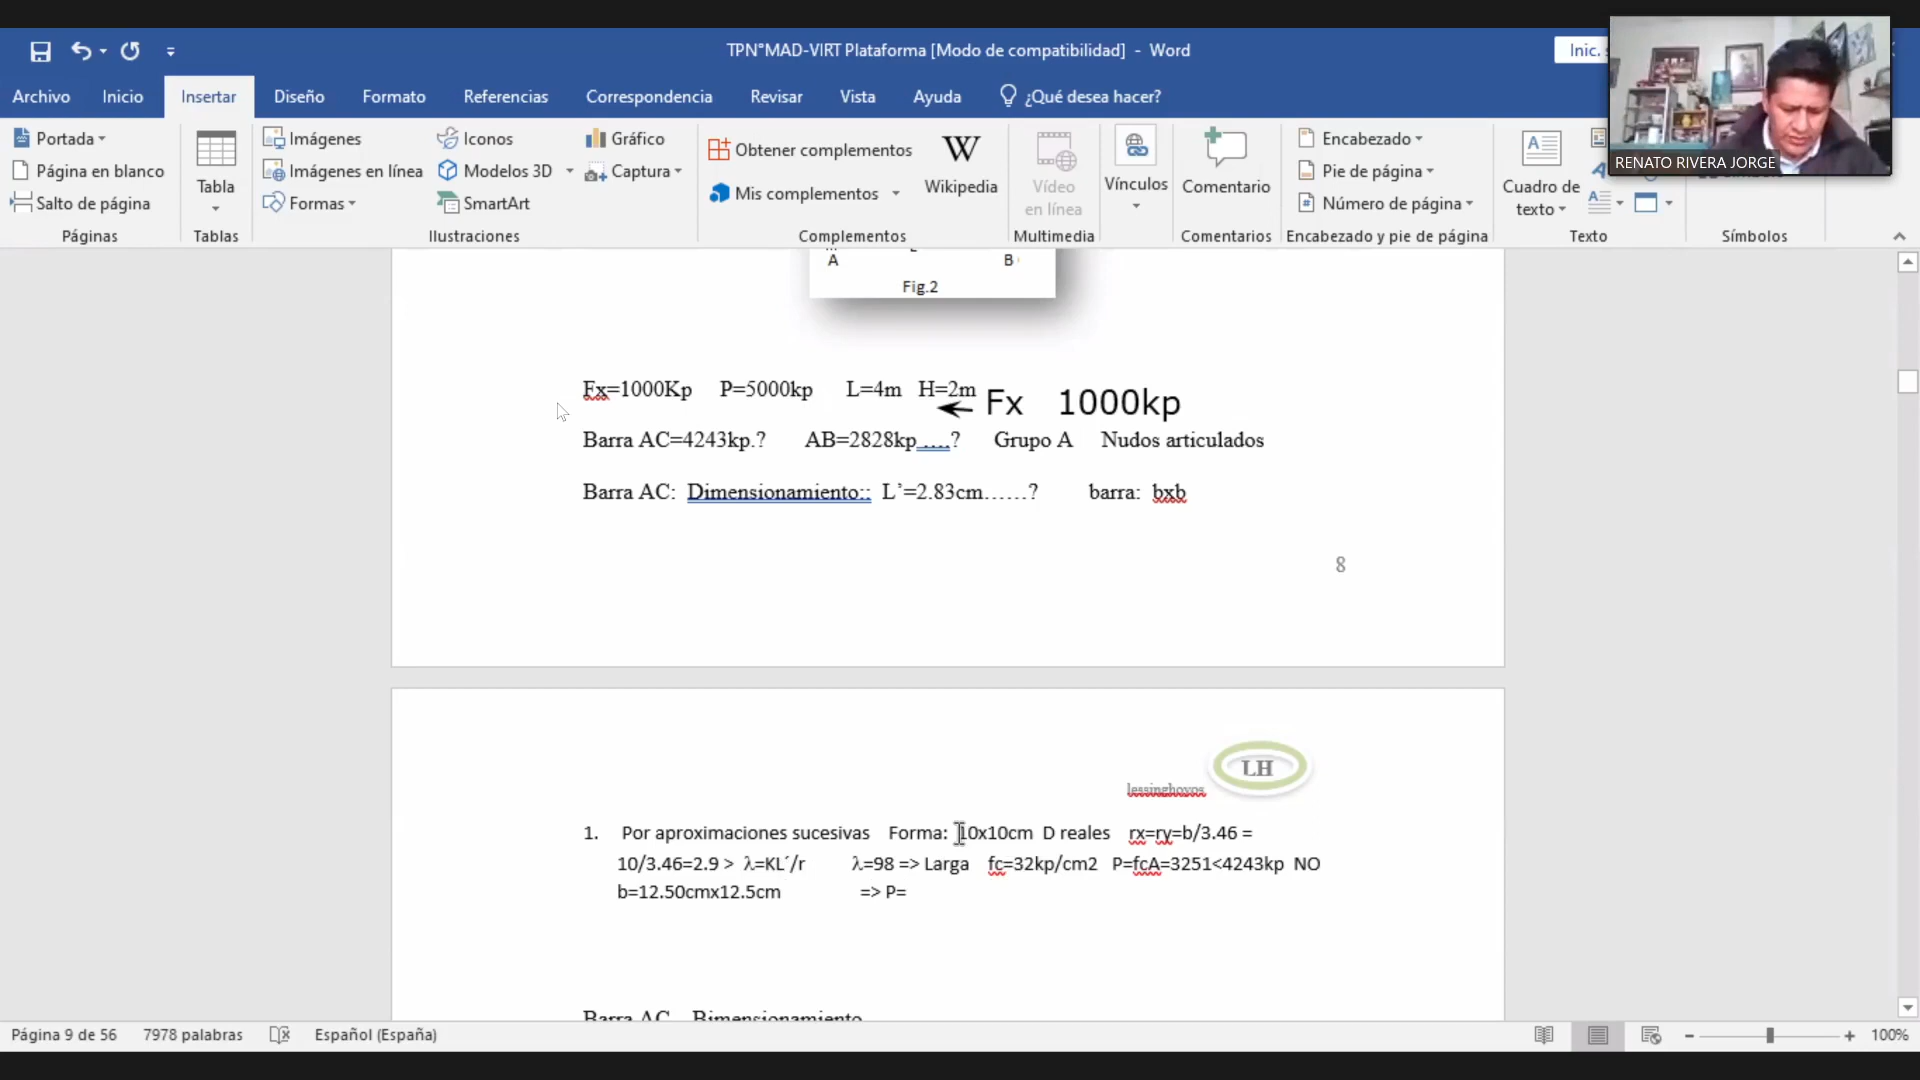 TPN°MAD-VIRT Plataforma [Modo de compatibilidad] - Word
Inic.
Archivo Inicio Insertar Diseño Formato Referencias Correspondencia Revisar Vista Ayuda ¿Qué desea hacer?
RENATO RIVERA JORGE
Portada
Página en blanco
Salto de página
Páginas
Tabla
Tablas
Imágenes
Imágenes en línea
Formas
Iconos
Modelos 3D
SmartArt
Gráfico
Captura
Ilustraciones
Obtener complementos
Mis complementos
W
Wikipedia
Complementos
Vídeo
en línea
Multimedia
Vínculos
Comentario
Comentarios
Encabezado
Pie de página
Número de página
Encabezado y pie de página
Cuadro de
texto
Texto
Símbolos
A B
Fig.2
Fx=1000Kp P=5000kp L=4m H=2m
Fx 1000kp
Barra AC=4243kp.? AB=2828kp…..? Grupo A Nudos articulados
Barra AC: Dimensionamiento:: L’=2.83cm……? barra: bxb
8
LH
lessinghoyos
1. Por aproximaciones sucesivas Forma: 10x10cm D reales rx=ry=b/3.46 =
10/3.46=2.9 > λ=KL´/r λ=98 => Larga fc=32kp/cm2 P=fcA=3251<4243kp NO
b=12.50cmx12.5cm => P=
Barra AC Bimensionamiento
Página 9 de 56 7978 palabras Español (España) 100%